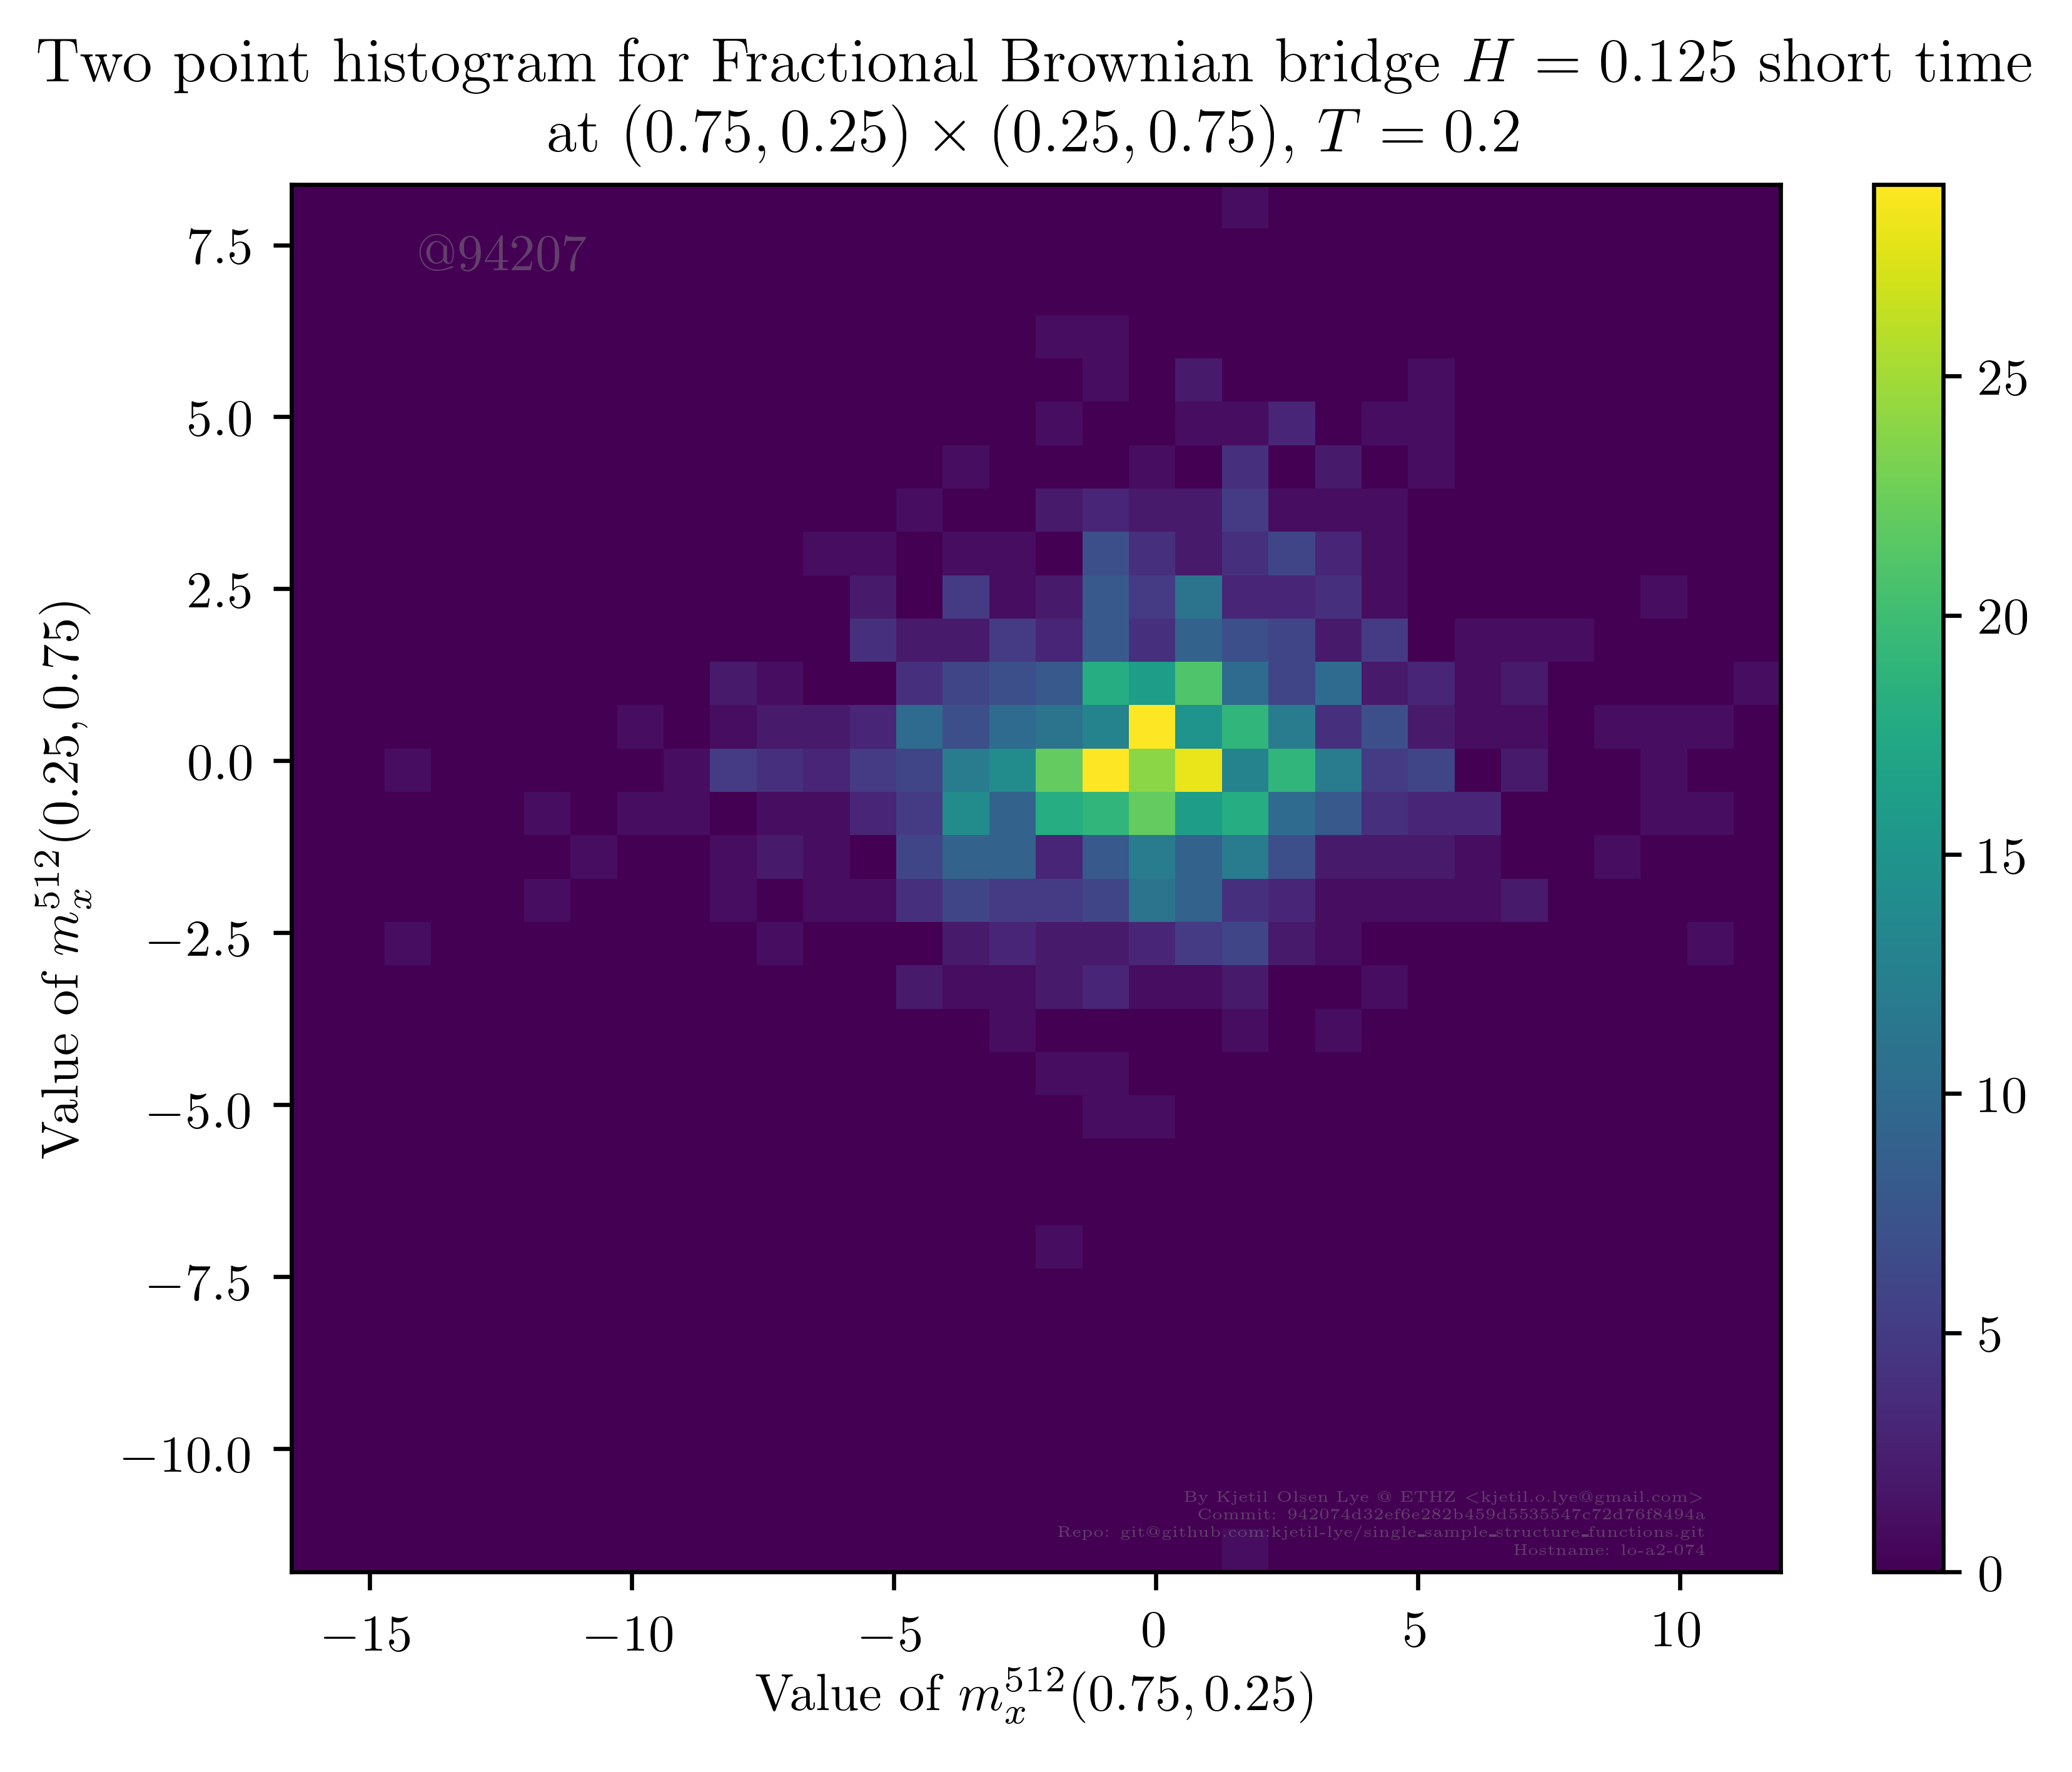 Two point histogram for Fractional Brownian bridge H = 0.125 short time
at (0.75, 0.25) × (0.25, 0.75), T = 0.2
@94207
7.5
5.0
2.5
0.0
−2.5
−5.0
−7.5
−10.0
Value of m_x^512(0.25, 0.75)
25
20
15
10
5
0
By Kjetil Olsen Lye @ ETHZ <kjetil.o.lye@gmail.com>
Commit: 942074d32ef6e282b459d5535547c72d76f8494a
Repo: git@github.com:kjetil-lye/single_sample_structure_functions.git
Hostname: lo-a2-074
−15 −10 −5 0 5 10
Value of m_x^512(0.75, 0.25)